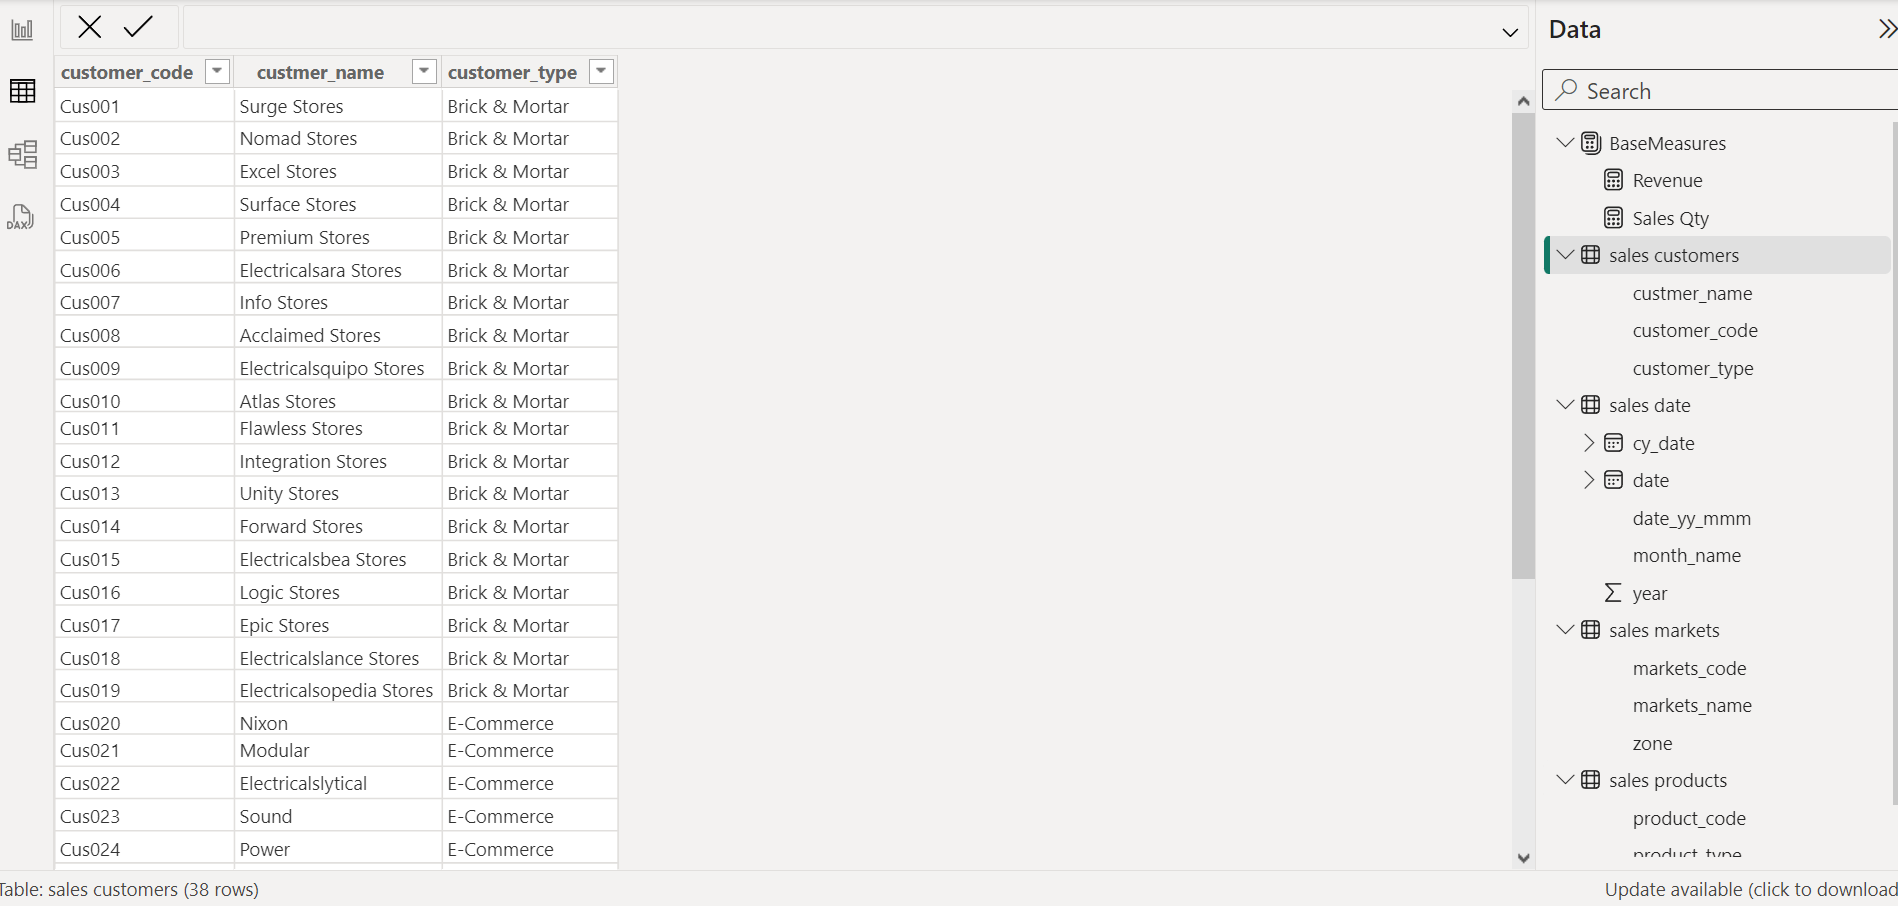 customer_code custmer_name customer_type
Cus001 Surge Stores Brick & Mortar
Cus002 Nomad Stores Brick & Mortar
Cus003 Excel Stores Brick & Mortar
Cus004 Surface Stores Brick & Mortar
Cus005 Premium Stores Brick & Mortar
Cus006 Electricalsara Stores Brick & Mortar
Cus007 Info Stores Brick & Mortar
Cus008 Acclaimed Stores Brick & Mortar
Cus009 Electricalsquipo Stores Brick & Mortar
Cus010 Atlas Stores Brick & Mortar
Cus011 Flawless Stores Brick & Mortar
Cus012 Integration Stores Brick & Mortar
Cus013 Unity Stores Brick & Mortar
Cus014 Forward Stores Brick & Mortar
Cus015 Electricalsbea Stores Brick & Mortar
Cus016 Logic Stores Brick & Mortar
Cus017 Epic Stores Brick & Mortar
Cus018 Electricalslance Stores Brick & Mortar
Cus019 Electricalsopedia Stores Brick & Mortar
Cus020 Nixon E-Commerce
Cus021 Modular E-Commerce
Cus022 Electricalslytical E-Commerce
Cus023 Sound E-Commerce
Cus024 Power E-Commerce
DAX
Data
Search
BaseMeasures
Revenue
Sales Qty
sales customers
custmer_name
customer_code
customer_type
sales date
cy_date
date
date_yy_mmm
month_name
year
sales markets
markets_code
markets_name
zone
sales products
product_code
product_type
Table: sales customers (38 rows)
Update available (click to download